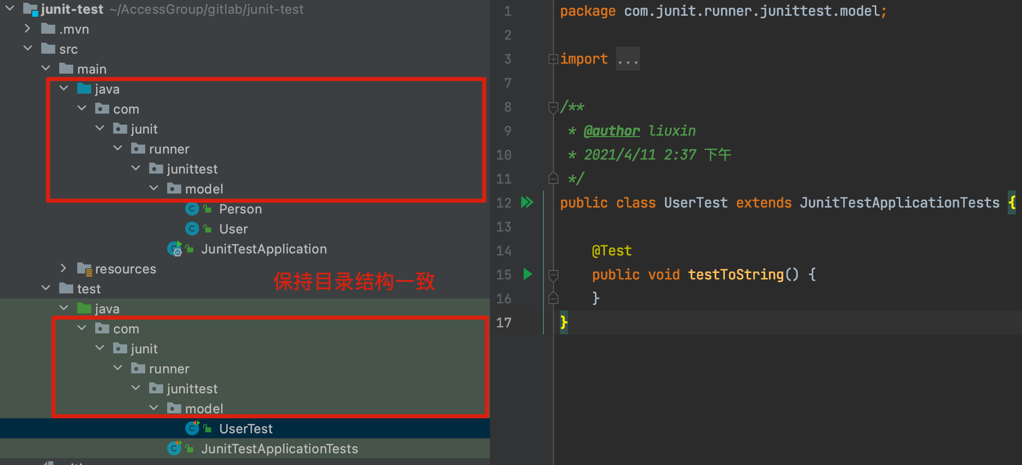 junit-test ~/AccessGroup/gitlab/junit-test
.mvn
src
main
java
com
junit
runner
junittest
model
Person
User
JunitTestApplication
resources
保持目录结构一致
test
java
com
junit
runner
junittest
model
UserTest
JunitTestApplicationTests
1 package com.junit.runner.junittest.model;
2
3 import ...
7
8 /**
9 * @author liuxin
10 * 2021/4/11 2:37 下午
11 */
12 public class UserTest extends JunitTestApplicationTests {
13
14 @Test
15 public void testToString() {
16 }
17 }